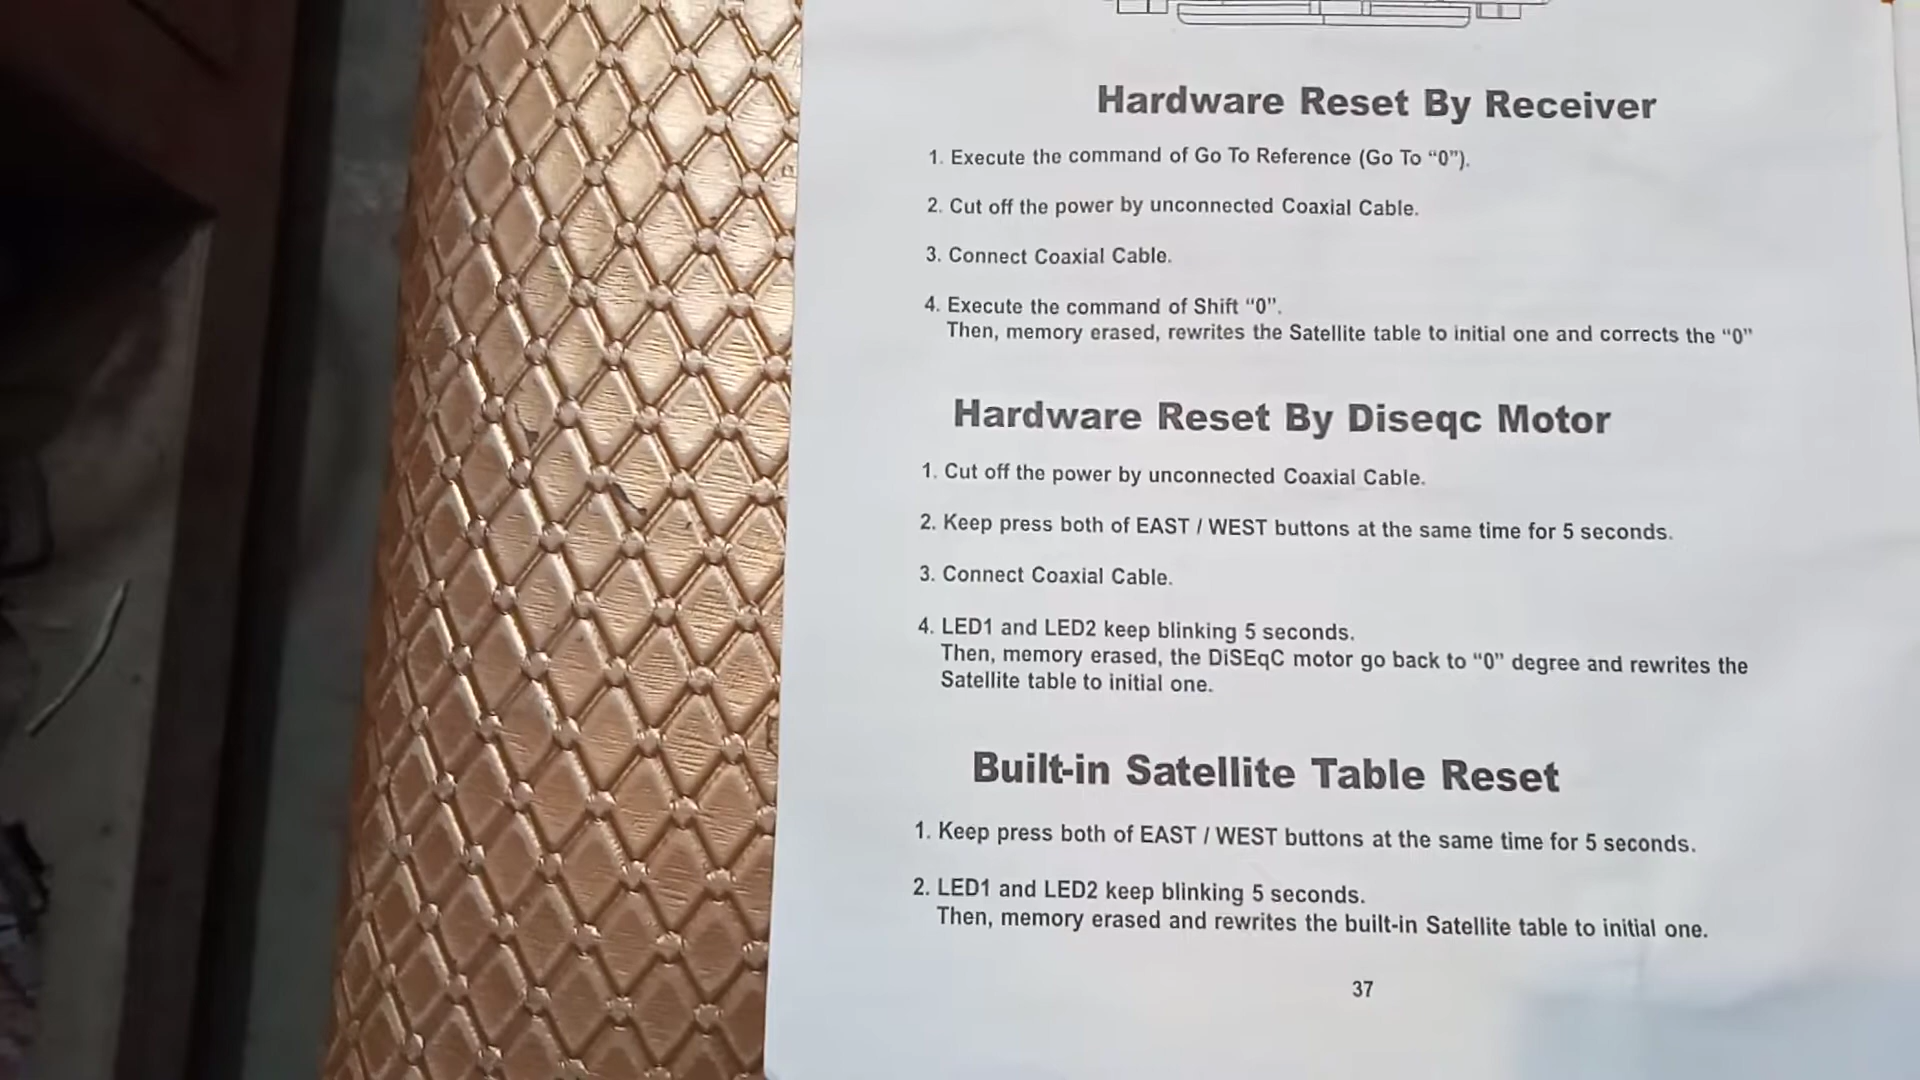 Hardware Reset By Receiver
1. Execute the command of Go To Reference (Go To “0”).
2. Cut off the power by unconnected Coaxial Cable.
3. Connect Coaxial Cable.
4. Execute the command of Shift “0”.
Then, memory erased, rewrites the Satellite table to initial one and corrects the “0”
Hardware Reset By Diseqc Motor
1. Cut off the power by unconnected Coaxial Cable.
2. Keep press both of EAST / WEST buttons at the same time for 5 seconds.
3. Connect Coaxial Cable.
4. LED1 and LED2 keep blinking 5 seconds.
Then, memory erased, the DiSEqC motor go back to “0” degree and rewrites the
Satellite table to initial one.
Built-in Satellite Table Reset
1. Keep press both of EAST / WEST buttons at the same time for 5 seconds.
2. LED1 and LED2 keep blinking 5 seconds.
Then, memory erased and rewrites the built-in Satellite table to initial one.
37